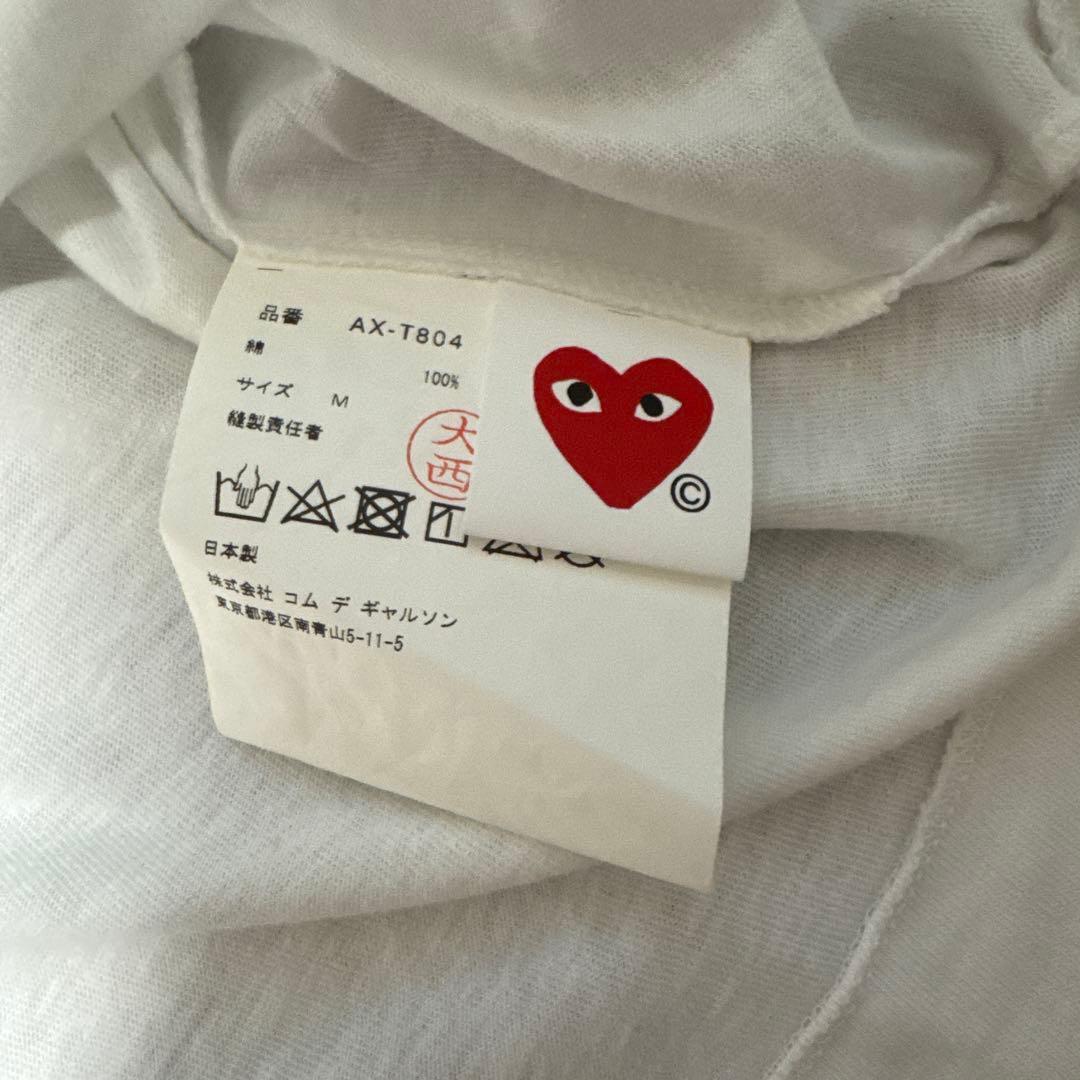 品番 AX-T804
綿 100%
サイズ M
縫製責任者
大西
©
日本製
株式会社 コム デ ギャルソン
東京都港区南青山5-11-5